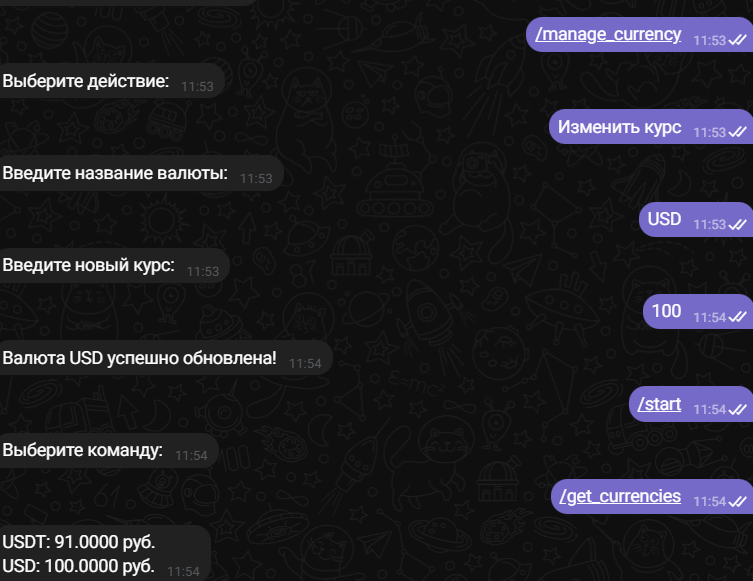 /manage_currency 11:53
Выберите действие: 11:53
Изменить курс 11:53
Введите название валюты: 11:53
USD 11:53
Введите новый курс: 11:53
100 11:54
Валюта USD успешно обновлена! 11:54
/start 11:54
Выберите команду: 11:54
/get_currencies 11:54
USDT: 91.0000 руб.
USD: 100.0000 руб. 11:54